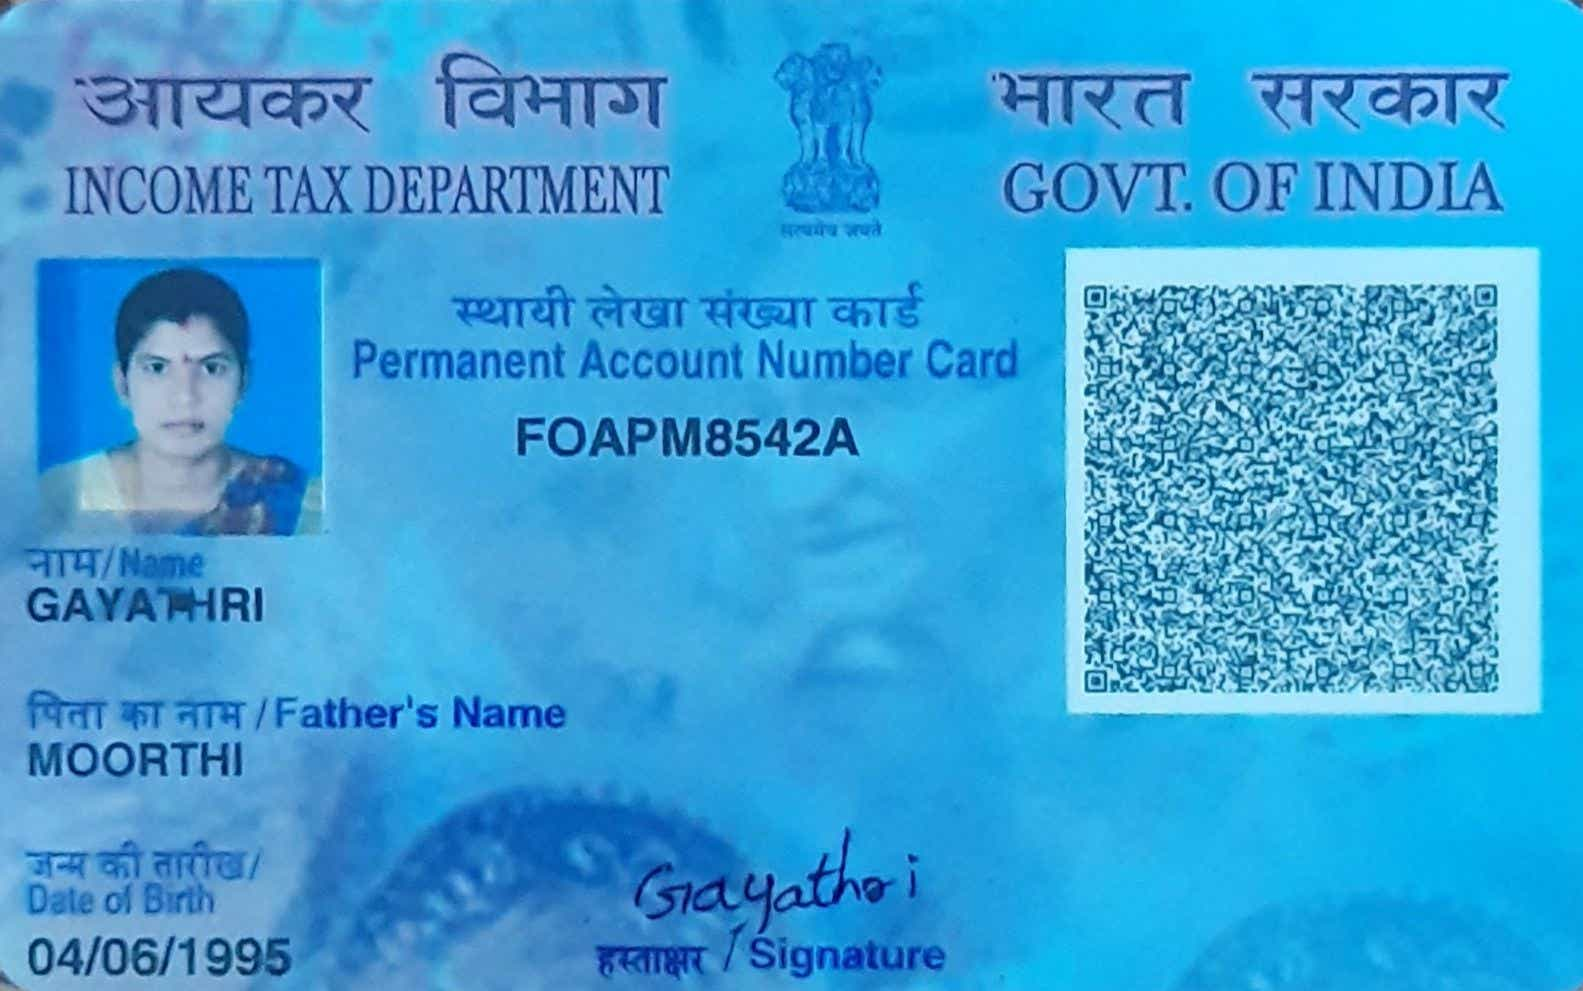 आयकर विभाग
INCOME TAX DEPARTMENT
सत्यमेव जयते
भारत सरकार
GOVT. OF INDIA
स्थायी लेखा संख्या कार्ड
Permanent Account Number Card
FOAPM8542A
नाम/Name
GAYATHRI
पिता का नाम/Father's Name
MOORTHI
जन्म की तारीख/
Date of Birth
04/06/1995
Gayathri
हस्ताक्षर/Signature